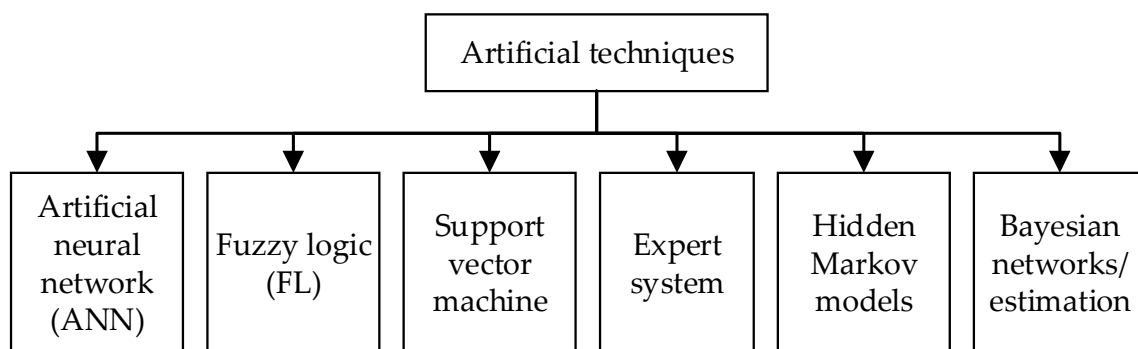 Artificial techniques
Artificial
neural
network
(ANN)
Fuzzy logic
(FL)
Support
vector
machine
Expert
system
Hidden
Markov
models
Bayesian
networks/
estimation